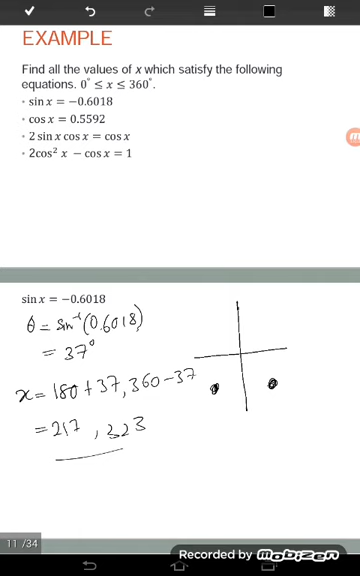 EXAMPLE
Find all the values of x which satisfy the following
equations. 0° ≤ x ≤ 360°.
• sin x = −0.6018
• cos x = 0.5592
• 2 sin x cos x = cos x
• 2cos² x − cos x = 1
sin x = −0.6018
θ = sin⁻¹(0.6018)
= 37°
x = 180 + 37, 360 − 37
= 217, 323
11 /34
Recorded by Mobizen